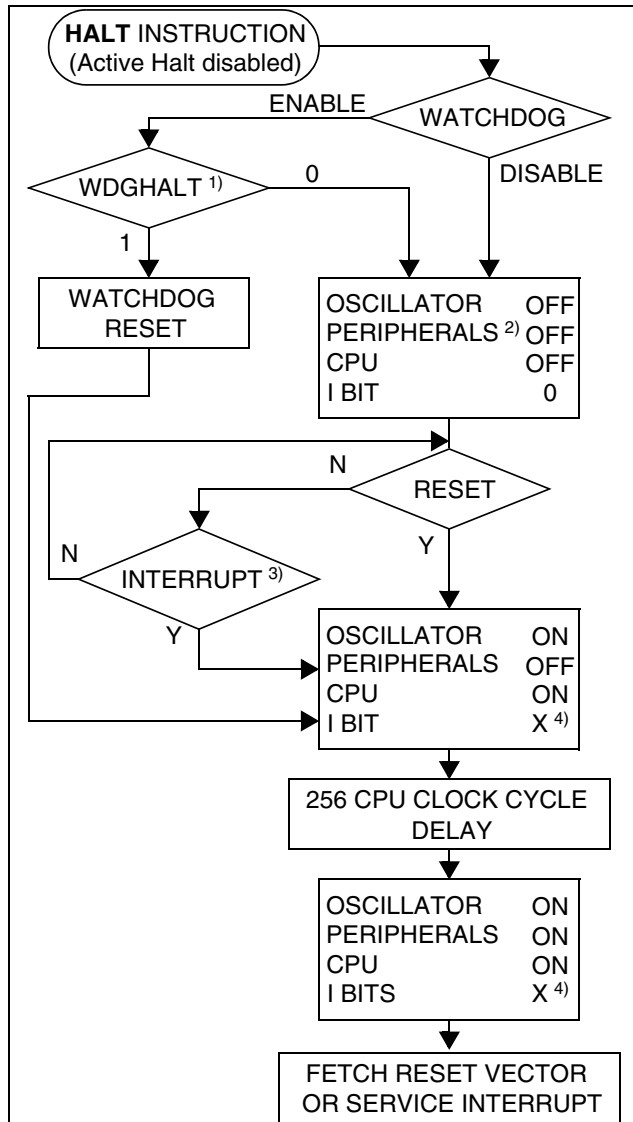 HALT INSTRUCTION
(Active Halt disabled)
ENABLE
WATCHDOG
WDGHALT 1)
0
DISABLE
1
WATCHDOG
RESET
OSCILLATOR OFF
PERIPHERALS 2) OFF
CPU OFF
I BIT 0
N
RESET
Y
N
INTERRUPT 3)
Y
OSCILLATOR ON
PERIPHERALS OFF
CPU ON
I BIT X 4)
256 CPU CLOCK CYCLE
DELAY
OSCILLATOR ON
PERIPHERALS ON
CPU ON
I BITS X 4)
FETCH RESET VECTOR
OR SERVICE INTERRUPT